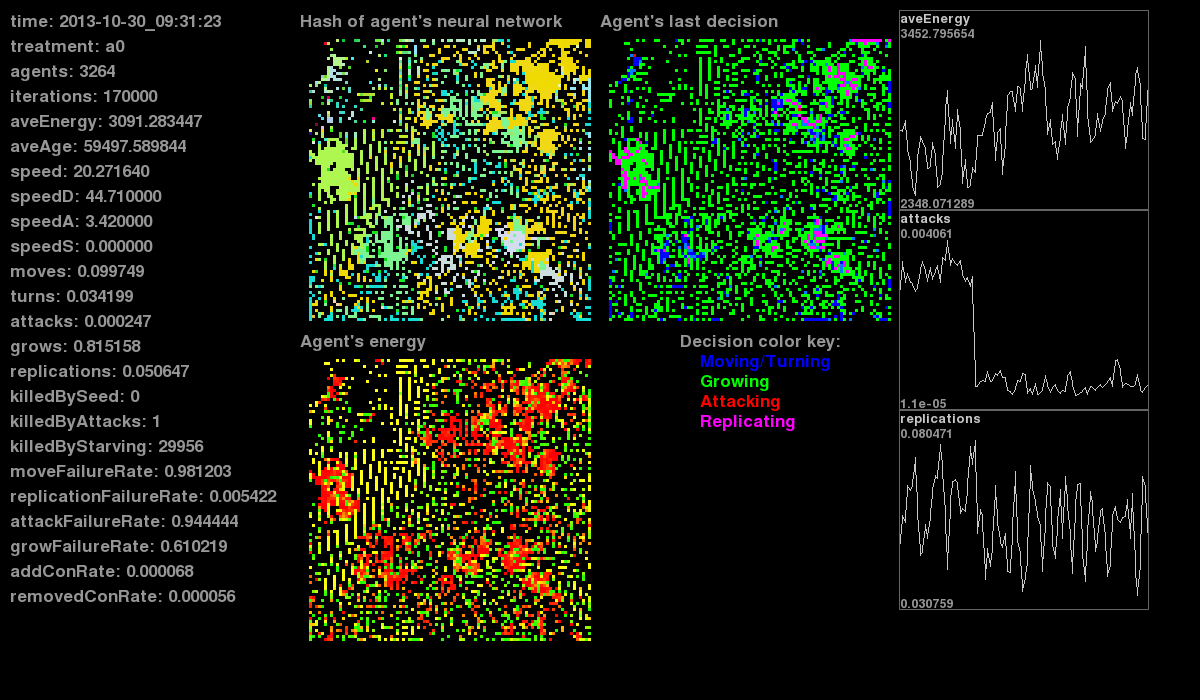 time: 2013-10-30_09:31:23
treatment: a0
agents: 3264
iterations: 170000
aveEnergy: 3091.283447
aveAge: 59497.589844
speed: 20.271640
speedD: 44.710000
speedA: 3.420000
speedS: 0.000000
moves: 0.099749
turns: 0.034199
attacks: 0.000247
grows: 0.815158
replications: 0.050647
killedBySeed: 0
killedByAttacks: 1
killedByStarving: 29956
moveFailureRate: 0.981203
replicationFailureRate: 0.005422
attackFailureRate: 0.944444
growFailureRate: 0.610219
addConRate: 0.000068
removedConRate: 0.000056
Hash of agent's neural network
Agent's last decision
Agent's energy
Decision color key:
Moving/Turning
Growing
Attacking
Replicating
aveEnergy
3452.795654
2348.071289
attacks
0.004061
1.1e-05
replications
0.080471
0.030759